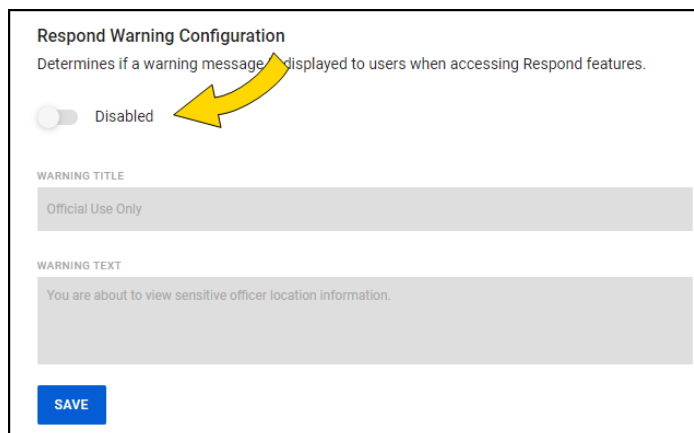 Respond Warning Configuration
Determines if a warning message displayed to users when accessing Respond features.
Disabled
WARNING TITLE
Official Use Only
WARNING TEXT
You are about to view sensitive officer location information.
SAVE